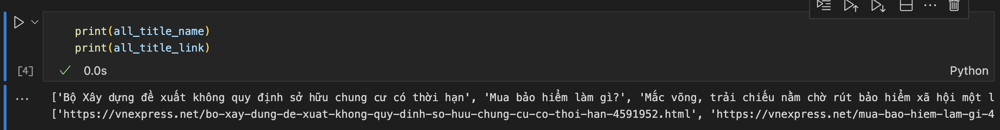 print(all_title_name)
print(all_title_link)
[4]
0.0s
Python
['Bộ Xây dựng đề xuất không quy định sở hữu chung cư có thời hạn', 'Mua bảo hiểm làm gì?', 'Mắc võng, trải chiếu nằm chờ rút bảo hiểm xã hội một l
['https://vnexpress.net/bo-xay-dung-de-xuat-khong-quy-dinh-so-huu-chung-cu-co-thoi-han-4591952.html', 'https://vnexpress.net/mua-bao-hiem-lam-gi-4